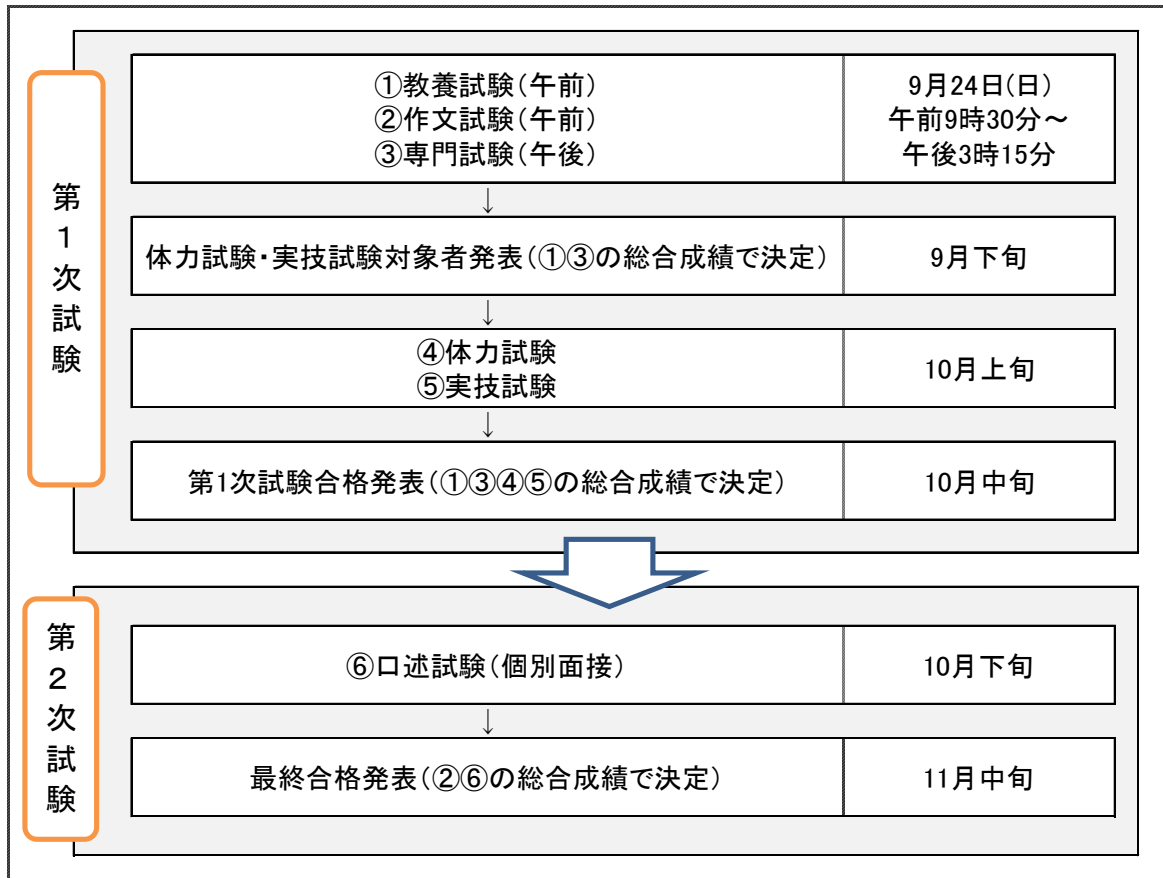 第1次試験
①教養試験(午前)
②作文試験(午前)
③専門試験(午後)
9月24日(日)
午前9時30分～
午後3時15分
↓
体力試験・実技試験対象者発表(①③の総合成績で決定)
9月下旬
↓
④体力試験
⑤実技試験
10月上旬
↓
第1次試験合格発表(①③④⑤の総合成績で決定)
10月中旬
第2次試験
⑥口述試験(個別面接)
10月下旬
↓
最終合格発表(②⑥の総合成績で決定)
11月中旬